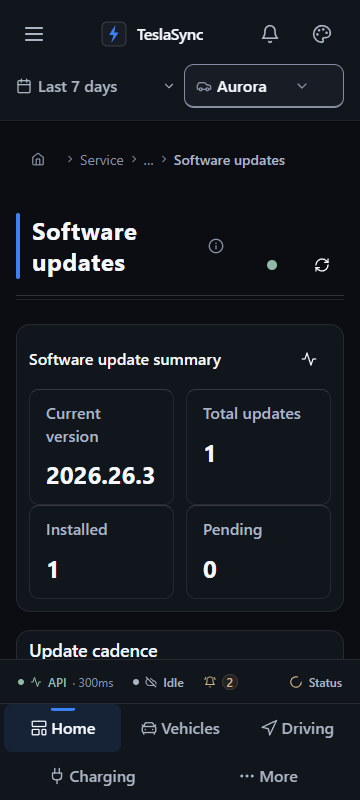 TeslaSync
Last 7 days
Aurora
Service
...
Software updates
Software
updates
Software update summary
Current
version
2026.26.3
Total updates
1
Installed
1
Pending
0
Update cadence
API · 300ms
Idle
2
Status
Home
Vehicles
Driving
Charging
More